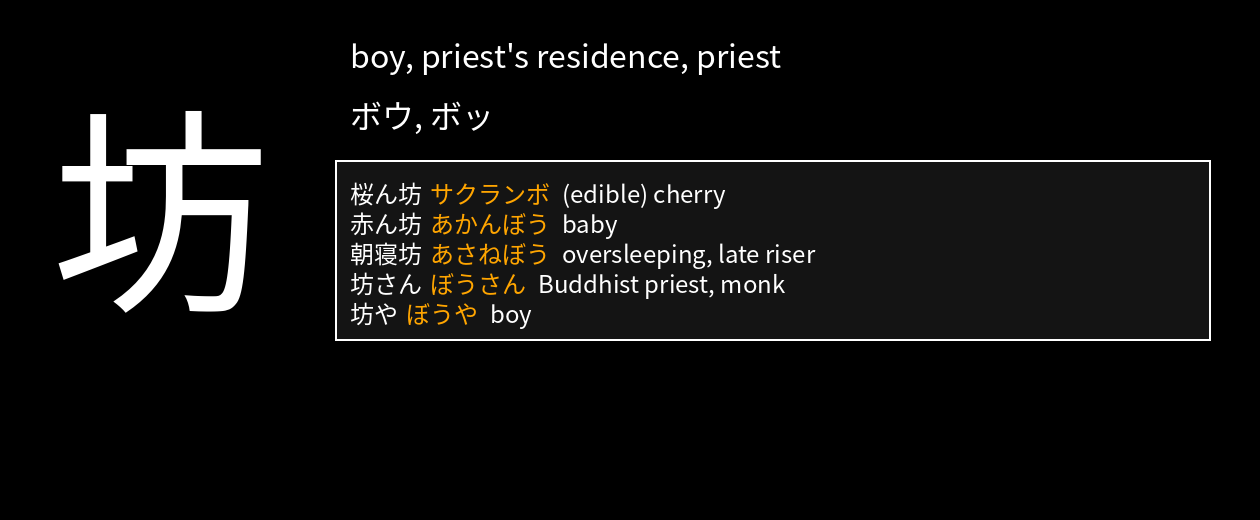 坊
boy, priest's residence, priest
ボウ, ボッ
桜ん坊 サクランボ (edible) cherry
赤ん坊 あかんぼう baby
朝寝坊 あさねぼう oversleeping, late riser
坊さん ぼうさん Buddhist priest, monk
坊や ぼうや boy